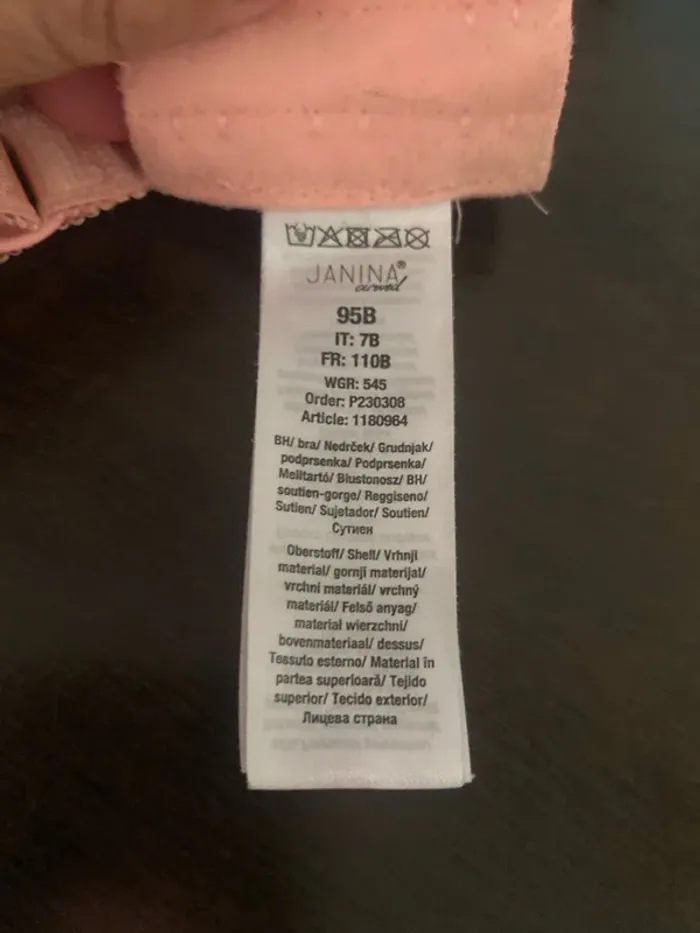 JANINA®
curved
95B
IT: 7B
FR: 110B
WGR: 545
Order: P230308
Article: 1180964
BH/ bra/ Nedrček/ Grudnjak/
podprsenka/ Podprsenka/
Melltartó/ Biustonosz/ BH/
soutien-gorge/ Reggiseno/
Sutien/ Sujetador/ Soutien/
Сутиен
Oberstoff/ Shell/ Vrhnji
material/ gornji materijal/
vrchní materiál/ vrchný
materiál/ Felső anyag/
materiał wierzchni/
bovenmateriaal/ dessus/
Tessuto esterno/ Material în
partea superioară/ Tejido
superior/ Tecido exterior/
Лицева страна